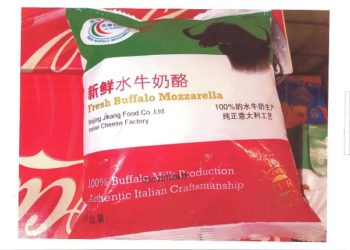 新鲜水牛奶酪
Fresh Buffalo Mozzarella
Beijing Jikang Food Co.,Ltd
Italian Cheese Factory
100%的水牛奶生产
纯正意大利工艺
100% Buffalo Milk Production
Authentic Italian Craftsmanship
含量